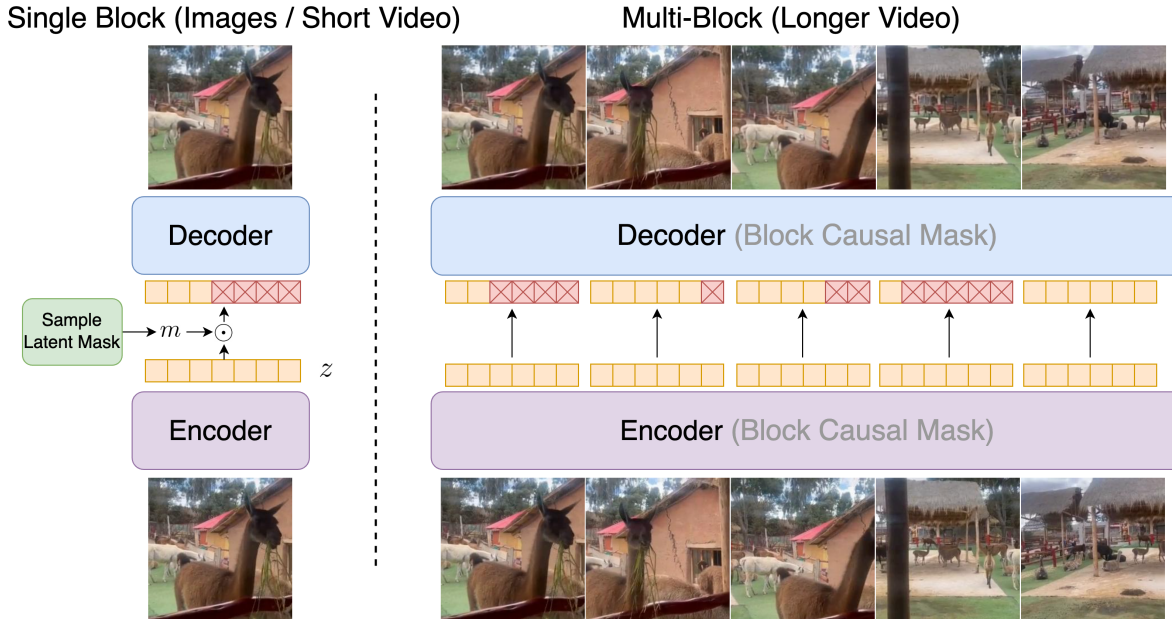 Single Block (Images / Short Video)
Multi-Block (Longer Video)
Decoder
Decoder (Block Causal Mask)
Sample
Latent Mask
m
z
Encoder
Encoder (Block Causal Mask)